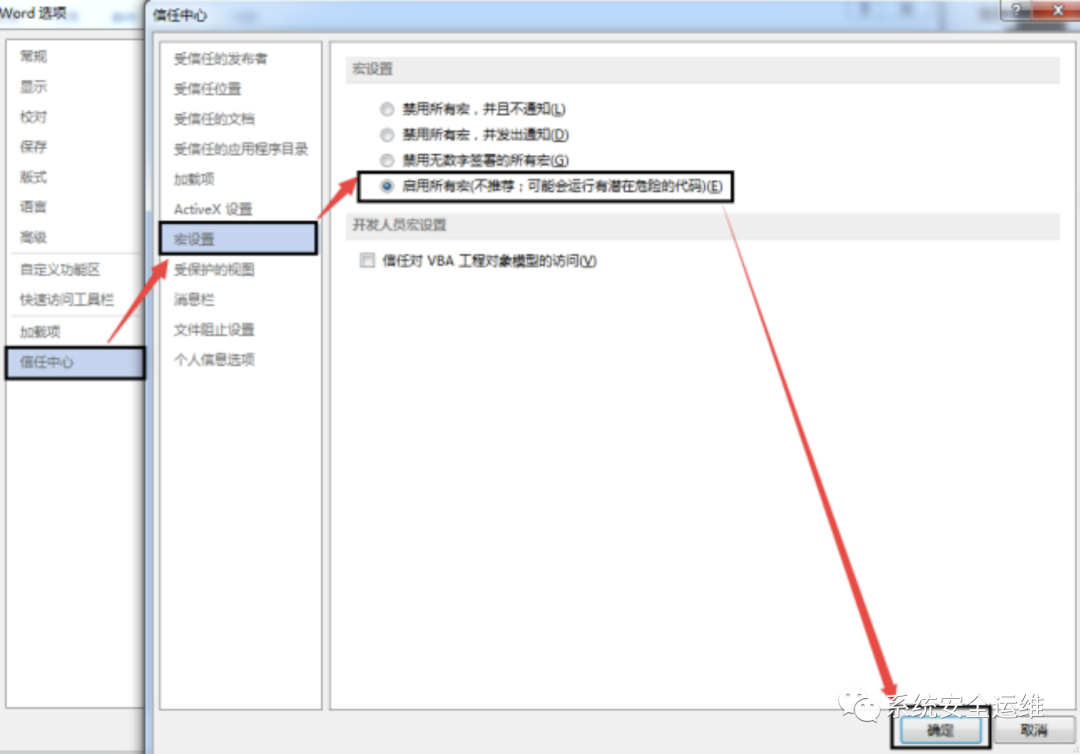 Word 选项
常规
显示
校对
保存
版式
语言
高级
自定义功能区
快速访问工具栏
加载项
信任中心
信任中心
受信任的发布者
受信任位置
受信任的文档
受信任的应用程序目录
加载项
ActiveX 设置
宏设置
受保护的视图
消息栏
文件阻止设置
个人信息选项
宏设置
禁用所有宏，并且不通知(L)
禁用所有宏，并发出通知(D)
禁用无数字签署的所有宏(G)
启用所有宏(不推荐；可能会运行有潜在危险的代码)(E)
开发人员宏设置
信任对 VBA 工程对象模型的访问(V)
系统安全运维
确定
取消